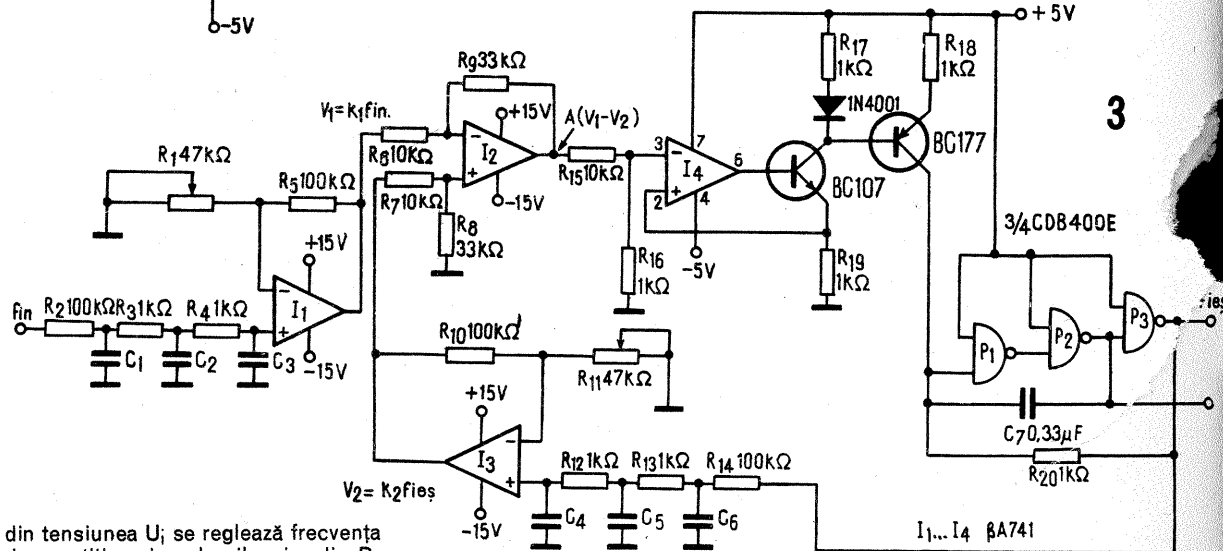 -5V
+5V
R17
1kΩ
R18
1kΩ
1N4001
3
R9 33kΩ
V1=K1fin.
+15V
A(V1-V2)
R6 10kΩ
I2
R15 10kΩ
3
7
I4
6
2
4
-5V
BC107
BC177
R1 47kΩ
R5 100kΩ
R7 10kΩ
-15V
R8
33kΩ
R16
1kΩ
R19
1kΩ
3/4CDB400E
+15V
I1
-15V
fin
R2 100kΩ
R3 1kΩ
R4 1kΩ
C1
C2
C3
P1
P2
P3
R10 100kΩ
R11 47kΩ
C7 0,33µF
R20 1kΩ
+15V
I3
-15V
V2= K2fieș
R12 1kΩ
R13 1kΩ
R14 100kΩ
C4
C5
C6
I1... I4 βA741
din tensiunea Ui se reglează frecvența